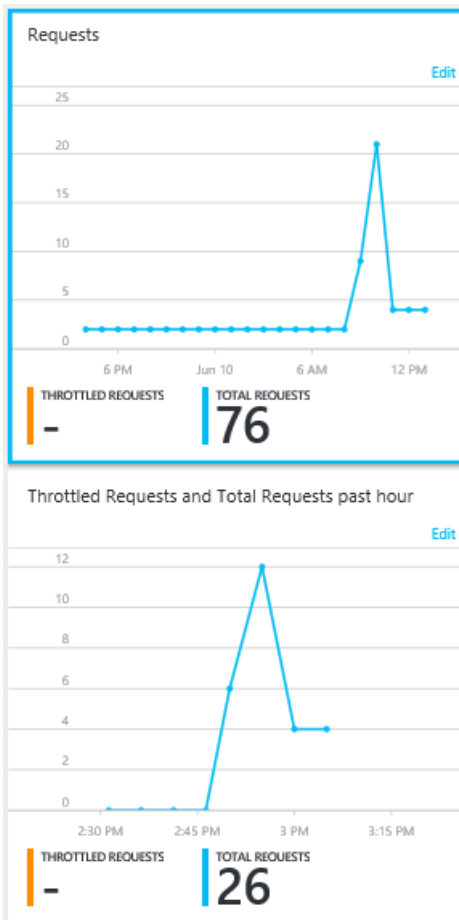 Requests
Edit
25
20
15
10
5
0
6 PM Jun 10 6 AM 12 PM
THROTTLED REQUESTS TOTAL REQUESTS
- 76
Throttled Requests and Total Requests past hour
Edit
12
10
8
6
4
2
0
2:30 PM 2:45 PM 3 PM 3:15 PM
THROTTLED REQUESTS TOTAL REQUESTS
- 26